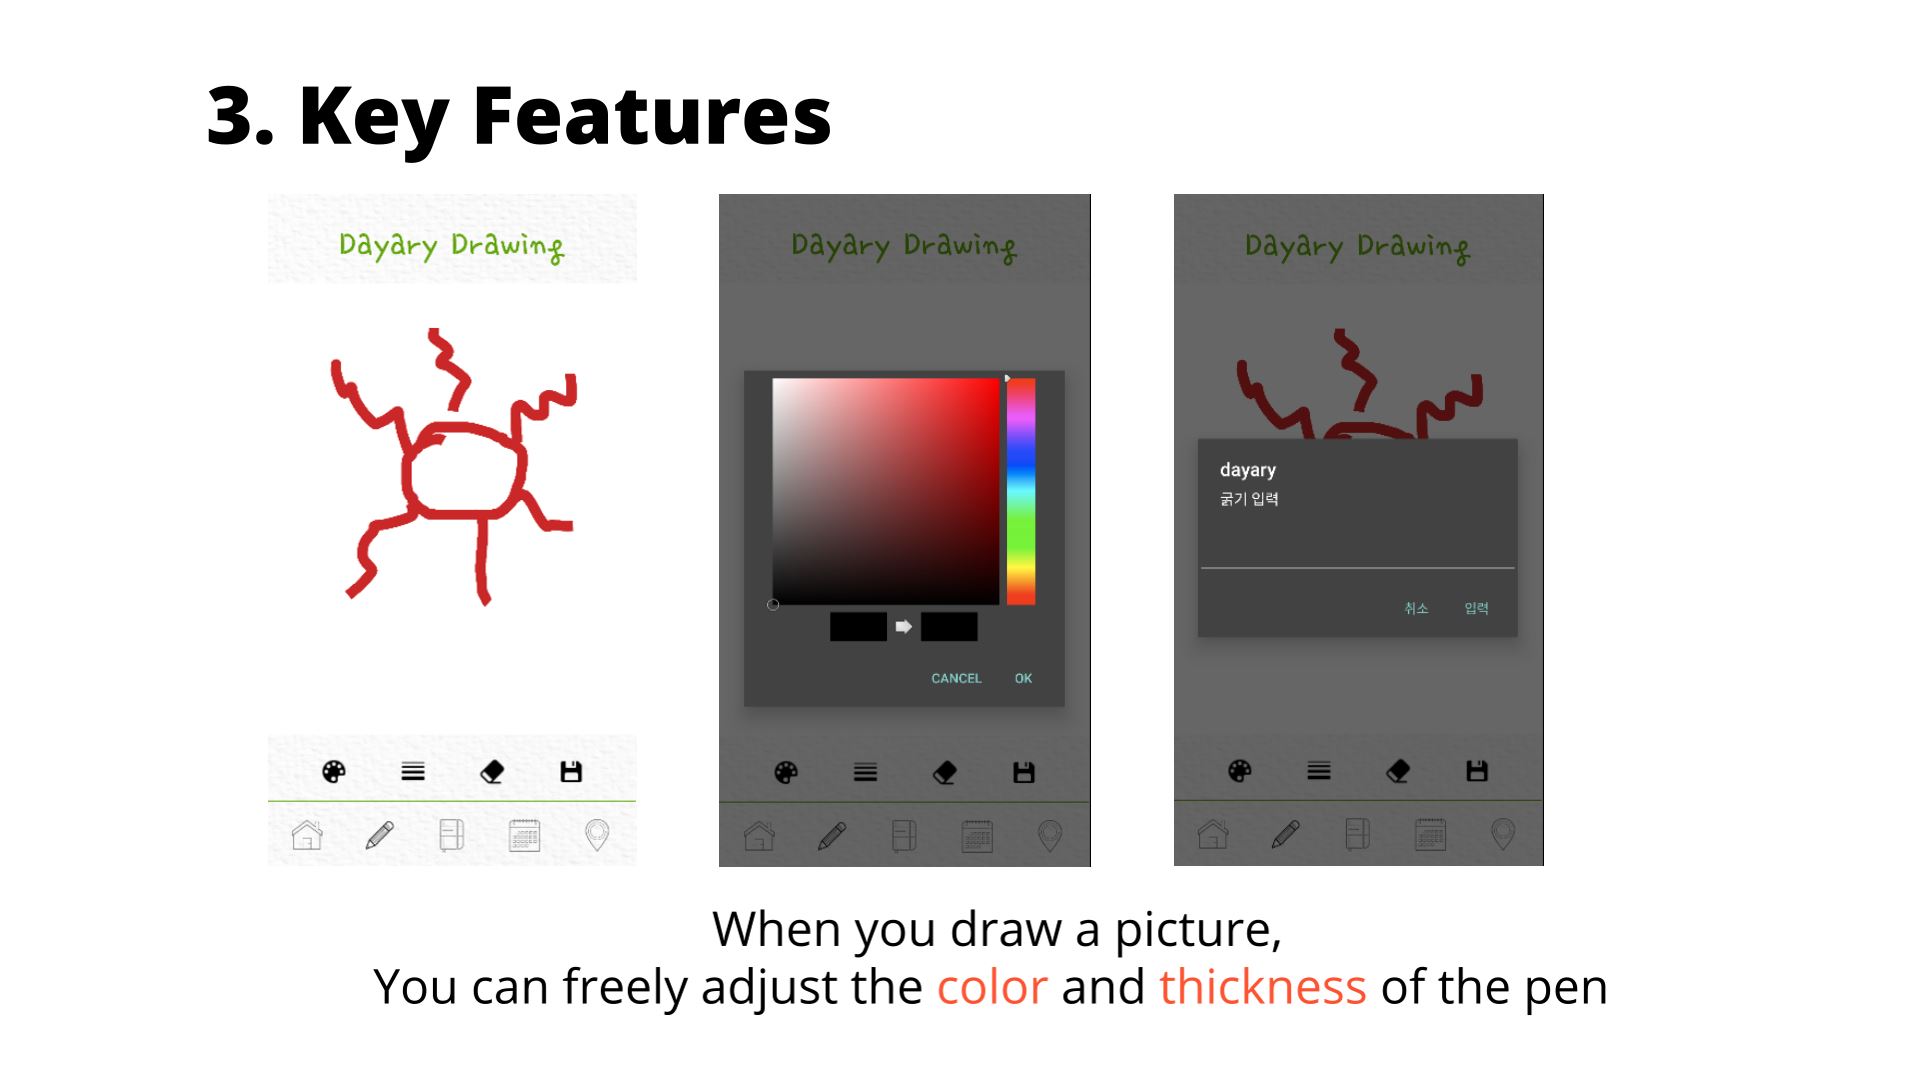 3. Key Features
Dayary Drawing
Dayary Drawing
CANCEL OK
Dayary Drawing
dayary
굵기 입력
취소 입력
When you draw a picture,
You can freely adjust the color and thickness of the pen